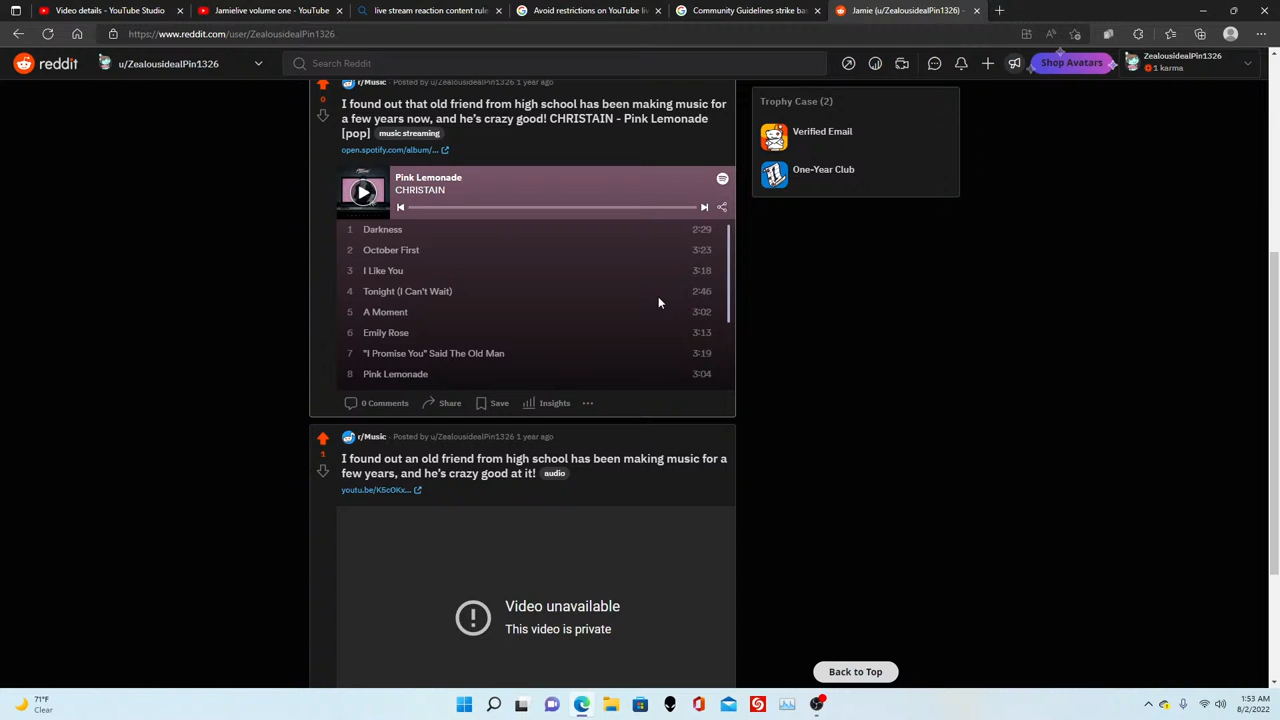 Video details - YouTube Studio
Jamielive volume one - YouTube
live stream reaction content rule
Avoid restrictions on YouTube liv
Community Guidelines strike bas
Jamie (u/ZealousidealPin1326) -
https://www.reddit.com/user/ZealousidealPin1326
reddit
u/ZealousidealPin1326
Search Reddit
Shop Avatars
ZealousidealPin1326
1 karma
r/Music · Posted by u/ZealousidealPin1326 1 year ago
0
I found out that old friend from high school has been making music for
a few years now, and he's crazy good! CHRISTAIN - Pink Lemonade
[pop] music streaming
open.spotify.com/album/...
Pink Lemonade
CHRISTAIN
1 Darkness 2:29
2 October First 3:23
3 I Like You 3:18
4 Tonight (I Can't Wait) 2:46
5 A Moment 3:02
6 Emily Rose 3:13
7 "I Promise You" Said The Old Man 3:19
8 Pink Lemonade 3:04
0 Comments Share Save Insights
Trophy Case (2)
Verified Email
One-Year Club
r/Music · Posted by u/ZealousidealPin1326 1 year ago
1
I found out an old friend from high school has been making music for a
few years, and he's crazy good at it! audio
youtu.be/K5cOKx...
Video unavailable
This video is private
Back to Top
71°F
Clear
1:53 AM
8/2/2022